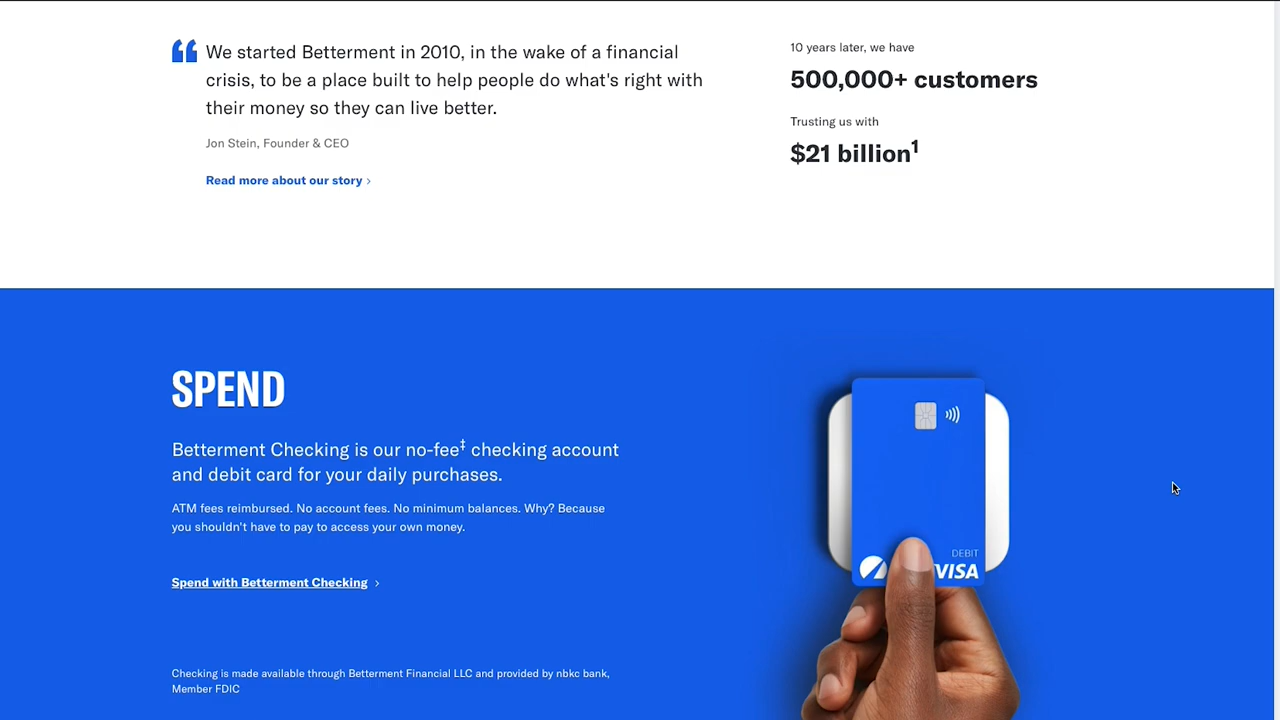 We started Betterment in 2010, in the wake of a financial
crisis, to be a place built to help people do what's right with
their money so they can live better.
Jon Stein, Founder & CEO
Read more about our story ›
10 years later, we have
500,000+ customers
Trusting us with
$21 billion¹
SPEND
Betterment Checking is our no-fee‡ checking account
and debit card for your daily purchases.
ATM fees reimbursed. No account fees. No minimum balances. Why? Because
you shouldn't have to pay to access your own money.
Spend with Betterment Checking ›
Checking is made available through Betterment Financial LLC and provided by nbkc bank,
Member FDIC
DEBIT
VISA